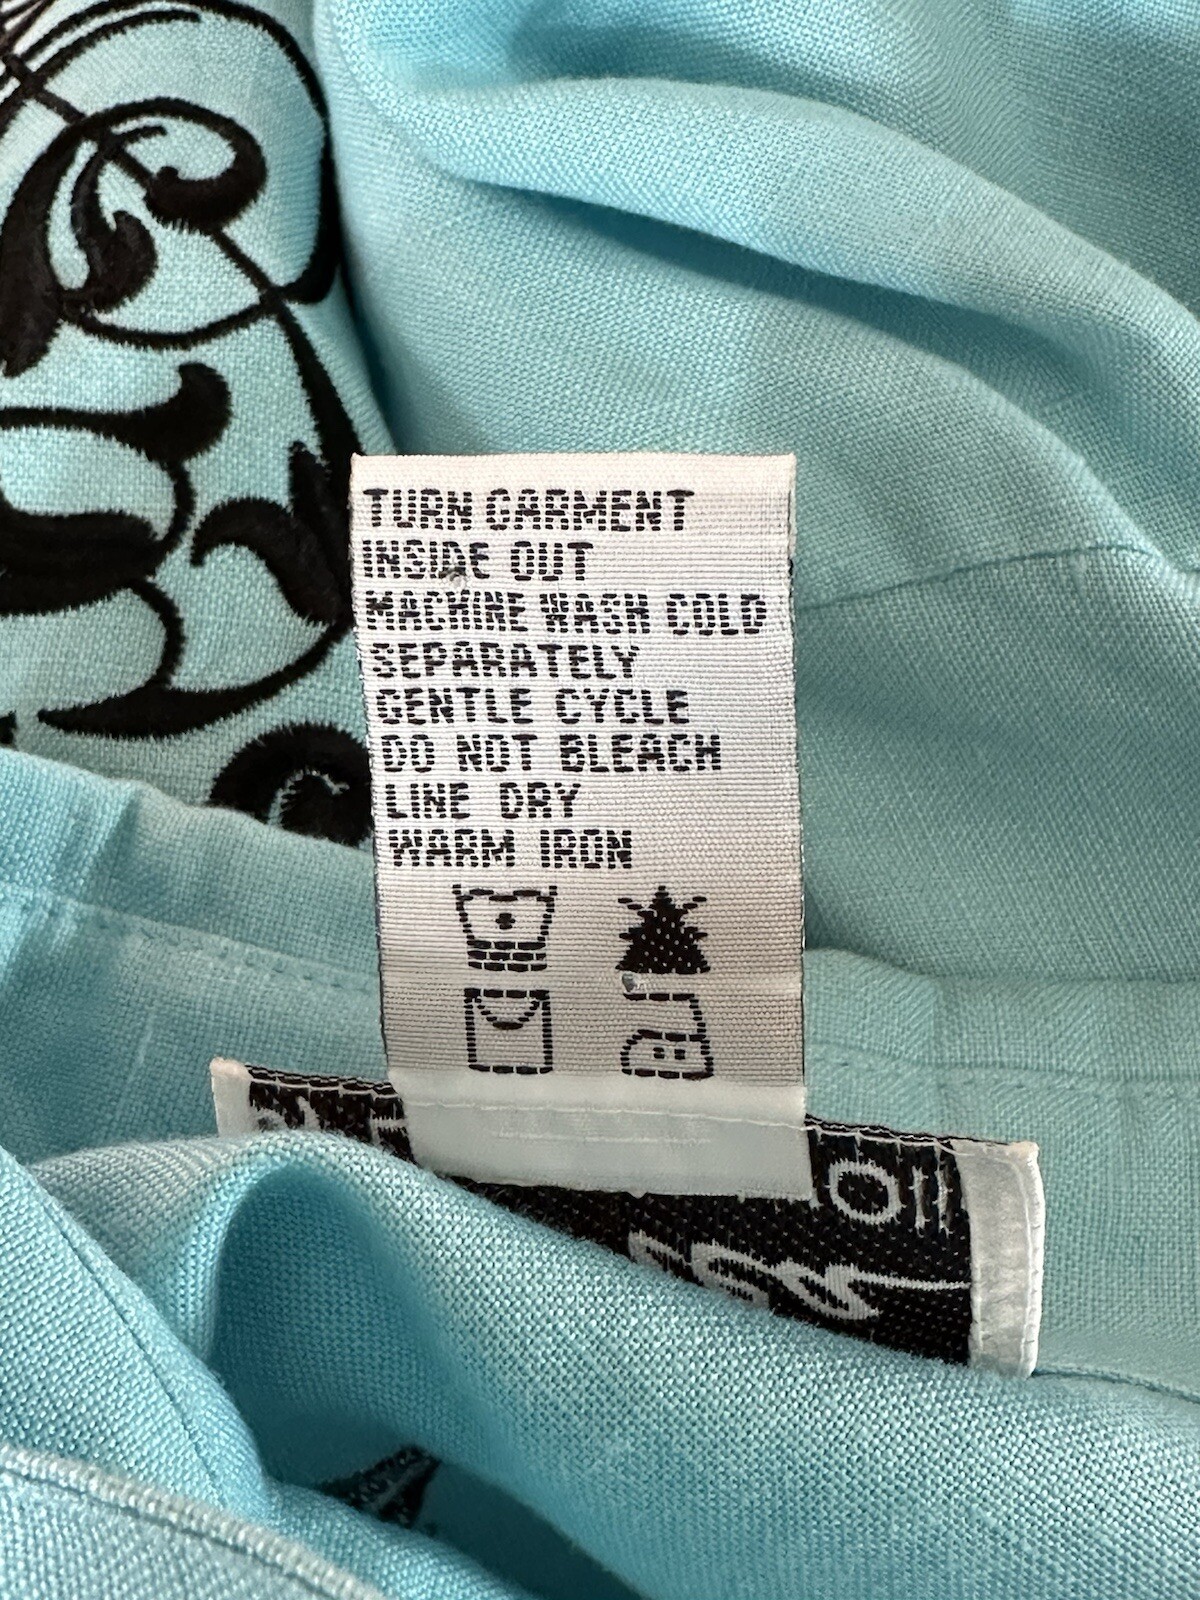 TURN GARMENT
INSIDE OUT
MACHINE WASH COLD
SEPARATELY
GENTLE CYCLE
DO NOT BLEACH
LINE DRY
WARM IRON